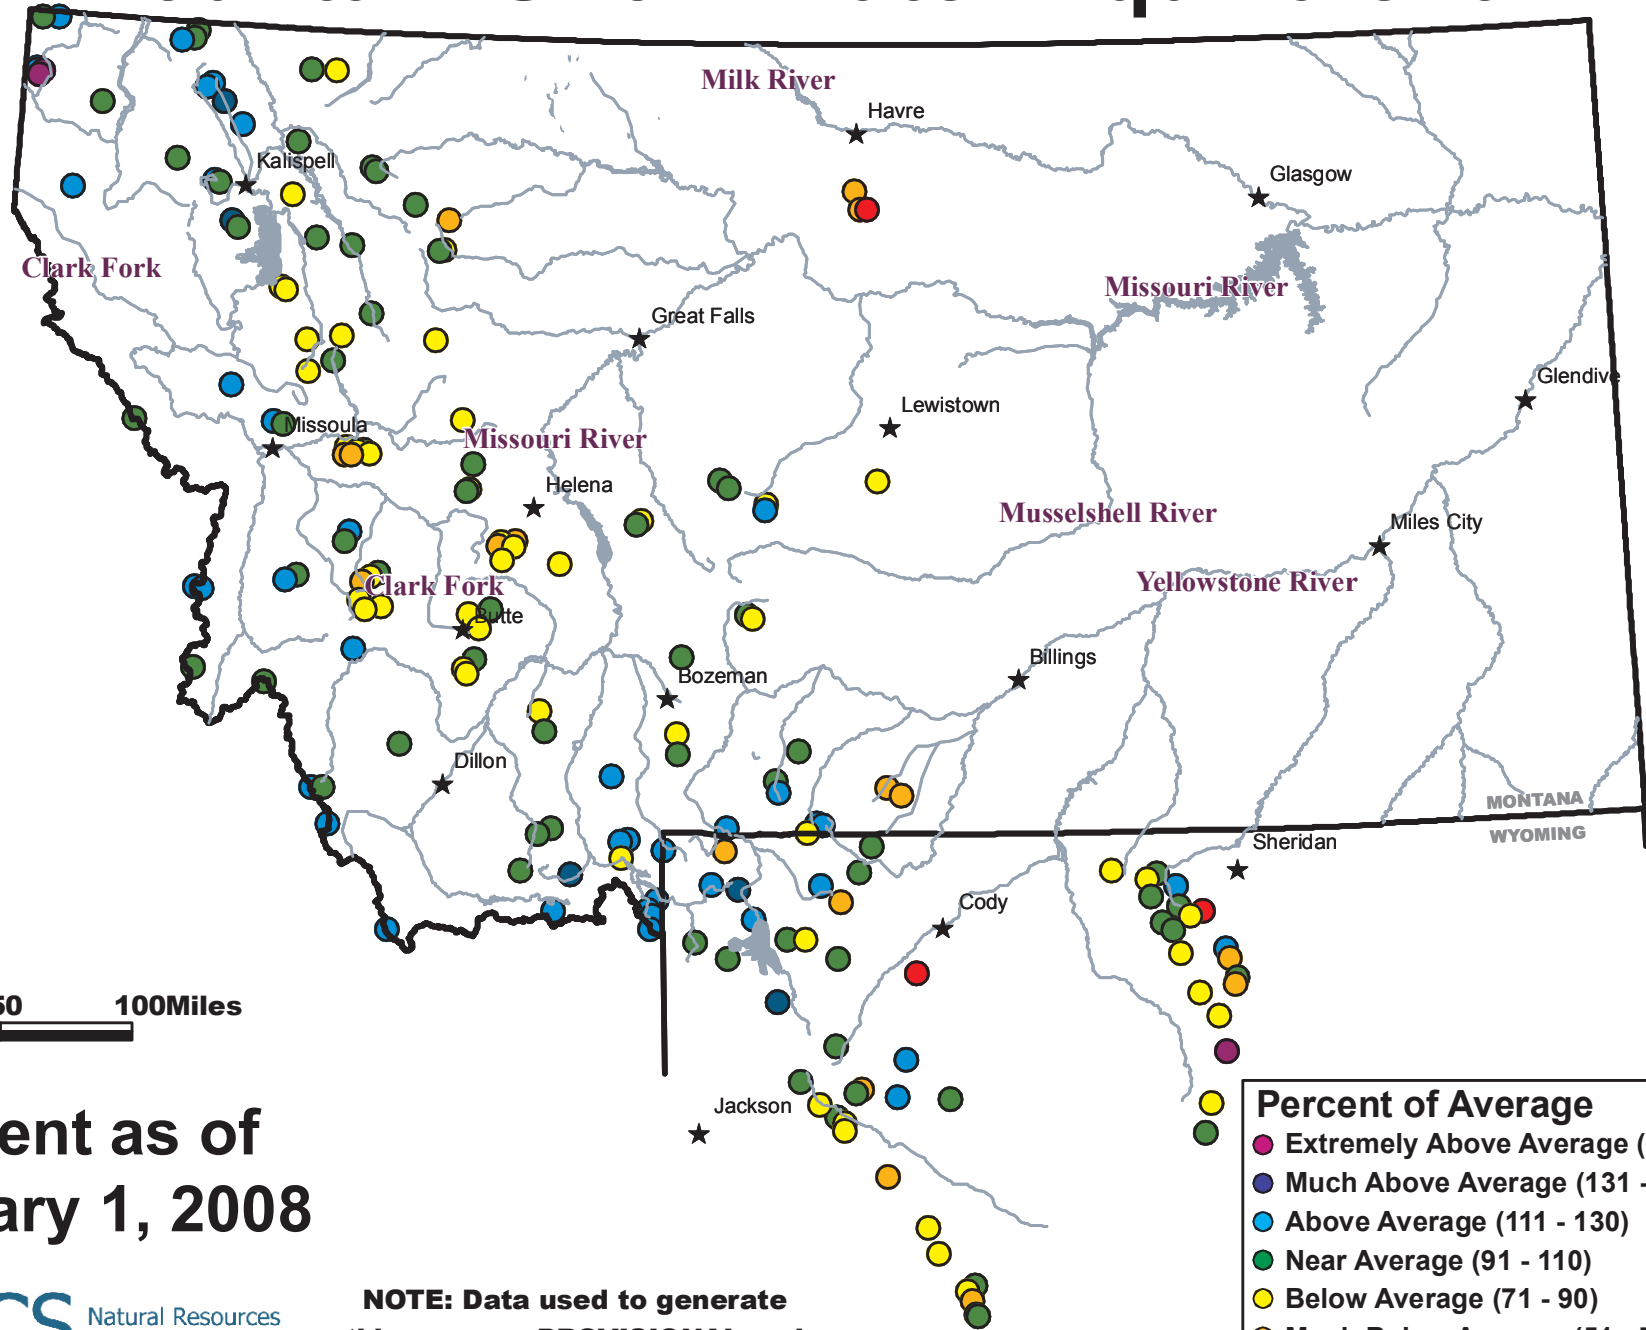 Milk River
Havre
Kalispell
Glasgow
Clark Fork
Missouri River
Great Falls
Glendive
Lewistown
Missoula
Missouri River
Helena
Musselshell River
Miles City
Clark Fork
Yellowstone River
Butte
Billings
Bozeman
Dillon
MONTANA
WYOMING
Sheridan
Cody
50 100Miles
Jackson
Percent of Average
Extremely Above Average (
Much Above Average (131 -
Above Average (111 - 130)
Near Average (91 - 110)
Below Average (71 - 90)
ent as of
ary 1, 2008
CS Natural Resources
NOTE: Data used to generate